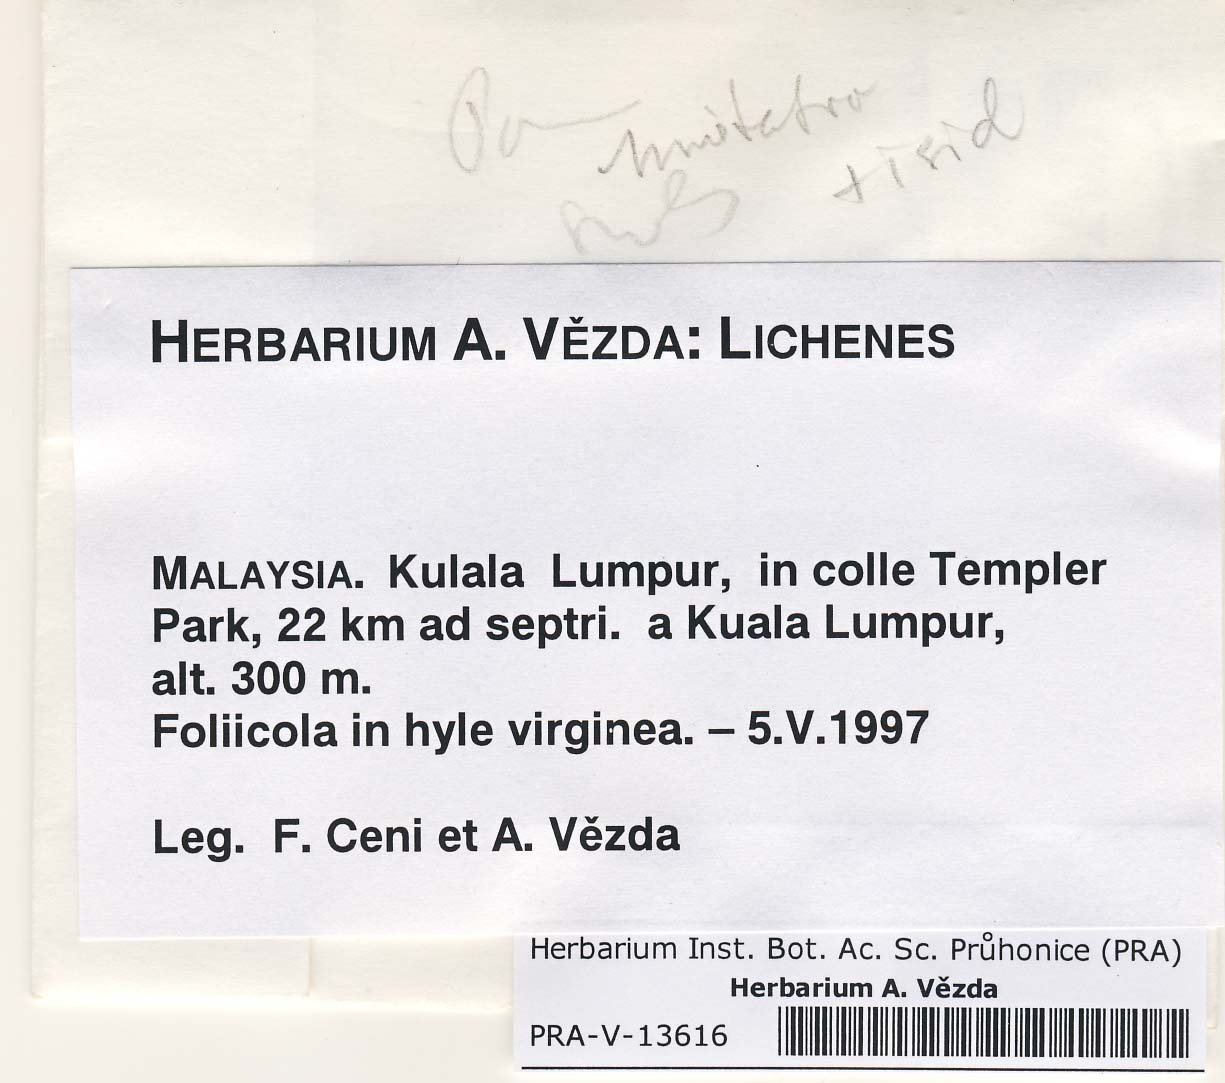 HERBARIUM A. VĚZDA: LICHENES
MALAYSIA. Kulala Lumpur, in colle Templer
Park, 22 km ad septri. a Kuala Lumpur,
alt. 300 m.
Foliicola in hyle virginea. – 5.V.1997
Leg. F. Ceni et A. Vězda
Herbarium Inst. Bot. Ac. Sc. Průhonice (PRA)
Herbarium A. Vězda
PRA-V-13616